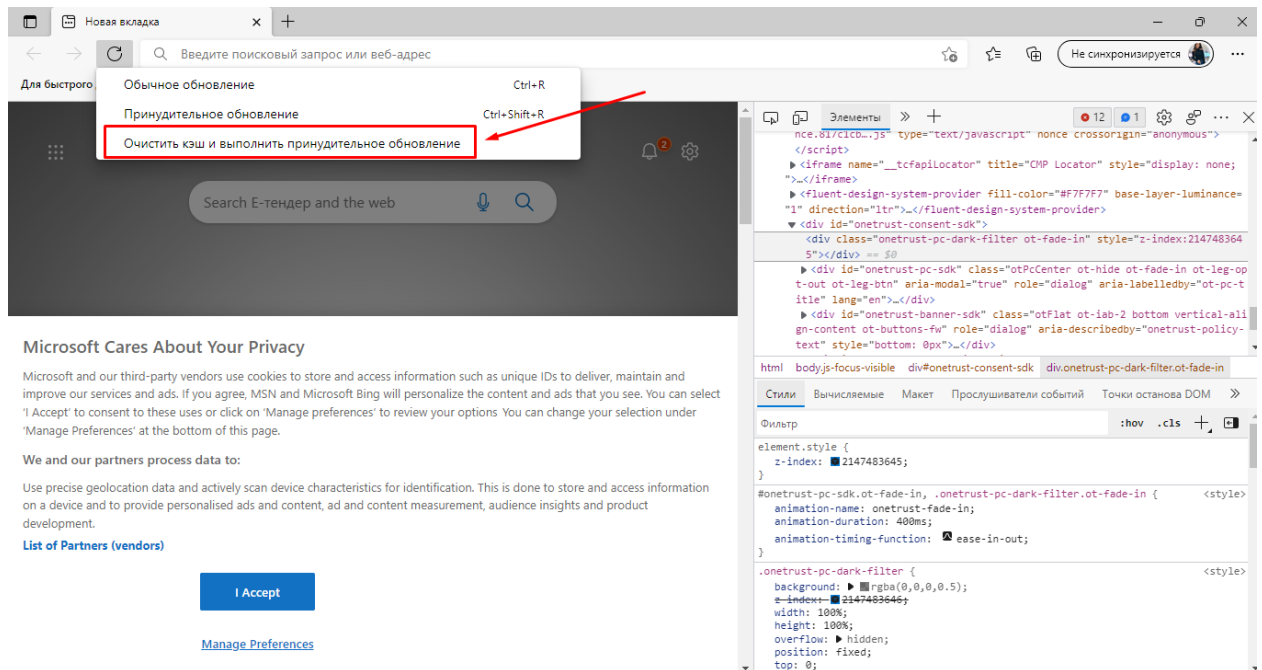 Новая вкладка
Введите поисковый запрос или веб-адрес
Не синхронизируется
Для быстрого
Обычное обновление Ctrl+R
Принудительное обновление Ctrl+Shift+R
Очистить кэш и выполнить принудительное обновление
2
Search Е-тендер and the web
Microsoft Cares About Your Privacy
Microsoft and our third-party vendors use cookies to store and access information such as unique IDs to deliver, maintain and
improve our services and ads. If you agree, MSN and Microsoft Bing will personalize the content and ads that you see. You can select
'I Accept' to consent to these uses or click on 'Manage preferences' to review your options You can change your selection under
'Manage Preferences' at the bottom of this page.
We and our partners process data to:
Use precise geolocation data and actively scan device characteristics for identification. This is done to store and access information
on a device and to provide personalised ads and content, ad and content measurement, audience insights and product
development.
List of Partners (vendors)
I Accept
Manage Preferences
Элементы 12 1
nce.817c1cb….js" type="text/javascript" nonce crossorigin="anonymous">
</script>
<iframe name="__tcfapiLocator" title="CMP Locator" style="display: none;
">…</iframe>
<fluent-design-system-provider fill-color="#F7F7F7" base-layer-luminance=
"1" direction="ltr">…</fluent-design-system-provider>
<div id="onetrust-consent-sdk">
<div class="onetrust-pc-dark-filter ot-fade-in" style="z-index:214748364
5"></div> == $0
<div id="onetrust-pc-sdk" class="otPcCenter ot-hide ot-fade-in ot-leg-op
t-out ot-leg-btn" aria-modal="true" role="dialog" aria-labelledby="ot-pc-t
itle" lang="en">…</div>
<div id="onetrust-banner-sdk" class="otFlat ot-iab-2 bottom vertical-ali
gn-content ot-buttons-fw" role="dialog" aria-describedby="onetrust-policy-
text" style="bottom: 0px">…</div>
html body.js-focus-visible div#onetrust-consent-sdk div.onetrust-pc-dark-filter.ot-fade-in
Стили Вычисляемые Макет Прослушиватели событий Точки останова DOM
Фильтр :hov .cls
element.style {
z-index: 2147483645;
}
#onetrust-pc-sdk.ot-fade-in, .onetrust-pc-dark-filter.ot-fade-in { <style>
animation-name: onetrust-fade-in;
animation-duration: 400ms;
animation-timing-function: ease-in-out;
}
.onetrust-pc-dark-filter { <style>
background: rgba(0,0,0,0.5);
z-index: 2147483646;
width: 100%;
height: 100%;
overflow: hidden;
position: fixed;
top: 0;